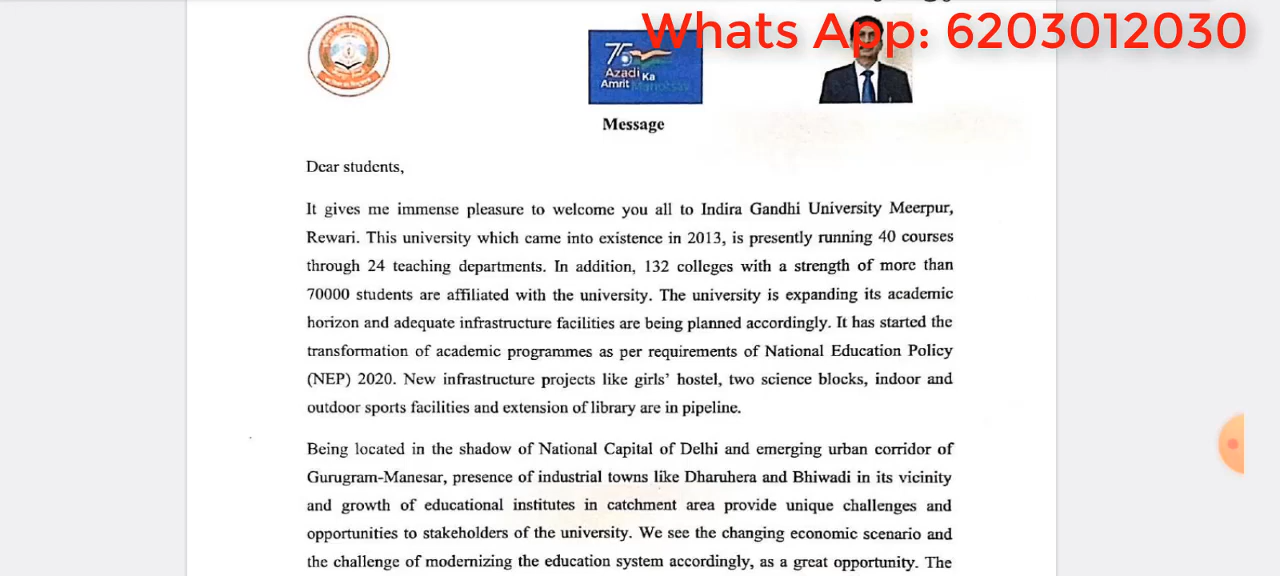 Whats App: 6203012030
75
Azadi Ka
Amrit Mahotsav
Message
Dear students,
It gives me immense pleasure to welcome you all to Indira Gandhi University Meerpur,
Rewari. This university which came into existence in 2013, is presently running 40 courses
through 24 teaching departments. In addition, 132 colleges with a strength of more than
70000 students are affiliated with the university. The university is expanding its academic
horizon and adequate infrastructure facilities are being planned accordingly. It has started the
transformation of academic programmes as per requirements of National Education Policy
(NEP) 2020. New infrastructure projects like girls’ hostel, two science blocks, indoor and
outdoor sports facilities and extension of library are in pipeline.
Being located in the shadow of National Capital of Delhi and emerging urban corridor of
Gurugram-Manesar, presence of industrial towns like Dharuhera and Bhiwadi in its vicinity
and growth of educational institutes in catchment area provide unique challenges and
opportunities to stakeholders of the university. We see the changing economic scenario and
the challenge of modernizing the education system accordingly, as a great opportunity. The